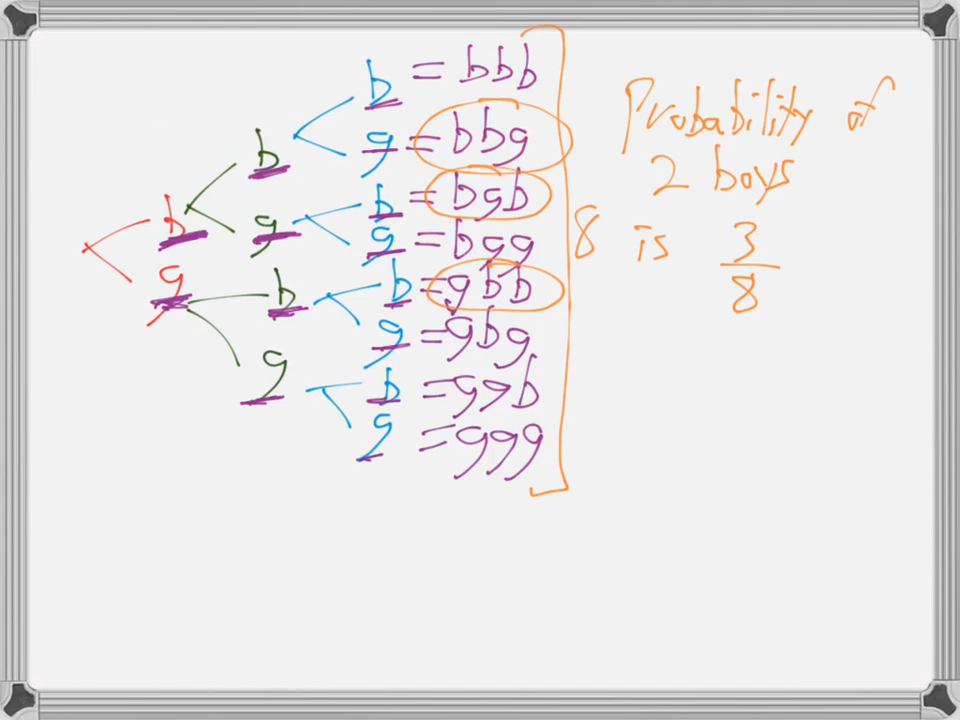 b = bbb
b g = bbg
b g b = bgb
g = bgg
g b b = gbb
g = gbg
g b = ggb
g = ggg
8
Probability of
2 boys
is 3/8